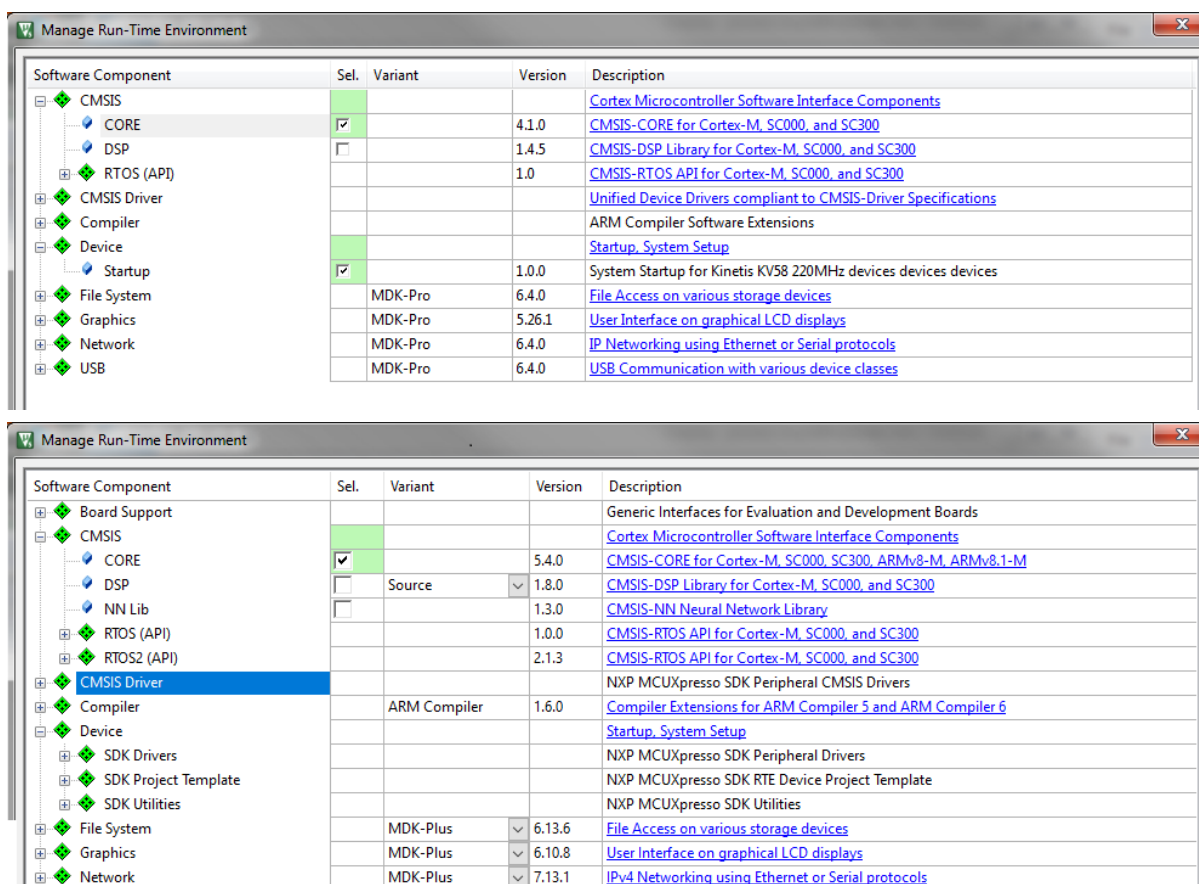 Manage Run-Time Environment
Software Component Sel. Variant Version Description
CMSIS Cortex Microcontroller Software Interface Components
CORE 4.1.0 CMSIS-CORE for Cortex-M, SC000, and SC300
DSP 1.4.5 CMSIS-DSP Library for Cortex-M, SC000, and SC300
RTOS (API) 1.0 CMSIS-RTOS API for Cortex-M, SC000, and SC300
CMSIS Driver Unified Device Drivers compliant to CMSIS-Driver Specifications
Compiler ARM Compiler Software Extensions
Device Startup, System Setup
Startup 1.0.0 System Startup for Kinetis KV58 220MHz devices devices devices
File System MDK-Pro 6.4.0 File Access on various storage devices
Graphics MDK-Pro 5.26.1 User Interface on graphical LCD displays
Network MDK-Pro 6.4.0 IP Networking using Ethernet or Serial protocols
USB MDK-Pro 6.4.0 USB Communication with various device classes
Manage Run-Time Environment
Software Component Sel. Variant Version Description
Board Support Generic Interfaces for Evaluation and Development Boards
CMSIS Cortex Microcontroller Software Interface Components
CORE 5.4.0 CMSIS-CORE for Cortex-M, SC000, SC300, ARMv8-M, ARMv8.1-M
DSP Source 1.8.0 CMSIS-DSP Library for Cortex-M, SC000, and SC300
NN Lib 1.3.0 CMSIS-NN Neural Network Library
RTOS (API) 1.0.0 CMSIS-RTOS API for Cortex-M, SC000, and SC300
RTOS2 (API) 2.1.3 CMSIS-RTOS API for Cortex-M, SC000, and SC300
CMSIS Driver NXP MCUXpresso SDK Peripheral CMSIS Drivers
Compiler ARM Compiler 1.6.0 Compiler Extensions for ARM Compiler 5 and ARM Compiler 6
Device Startup, System Setup
SDK Drivers NXP MCUXpresso SDK Peripheral Drivers
SDK Project Template NXP MCUXpresso SDK RTE Device Project Template
SDK Utilities NXP MCUXpresso SDK Utilities
File System MDK-Plus 6.13.6 File Access on various storage devices
Graphics MDK-Plus 6.10.8 User Interface on graphical LCD displays
Network MDK-Plus 7.13.1 IPv4 Networking using Ethernet or Serial protocols